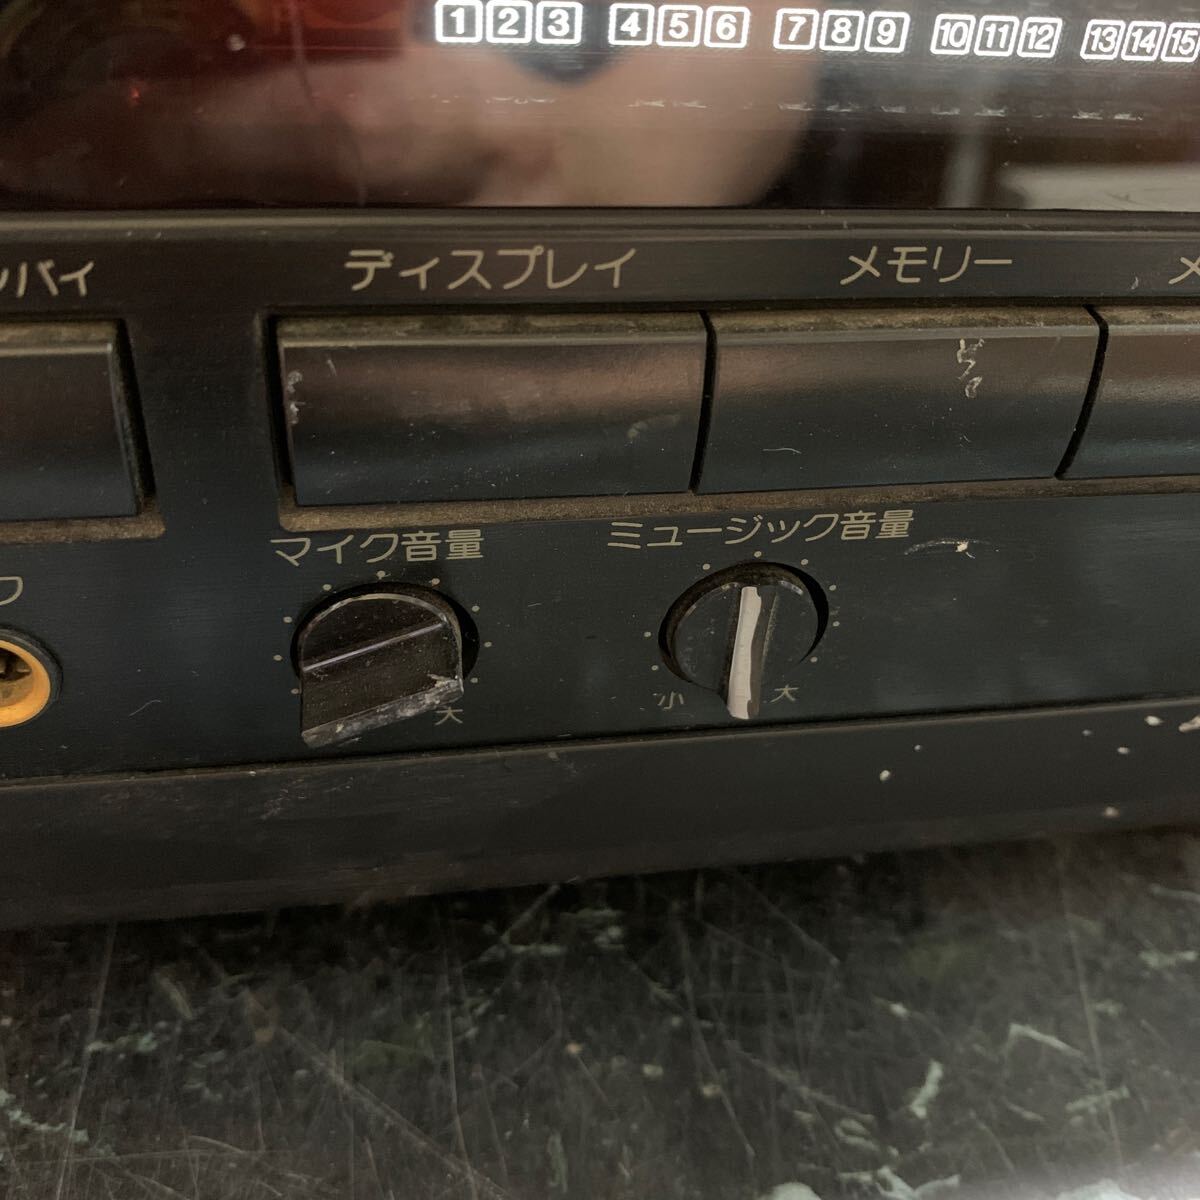 1 2 3 4 5 6 7 8 9 10 11 12 13 14 15
ディスプレイ メモリー
マイク音量 ミュージック音量
大 小 大